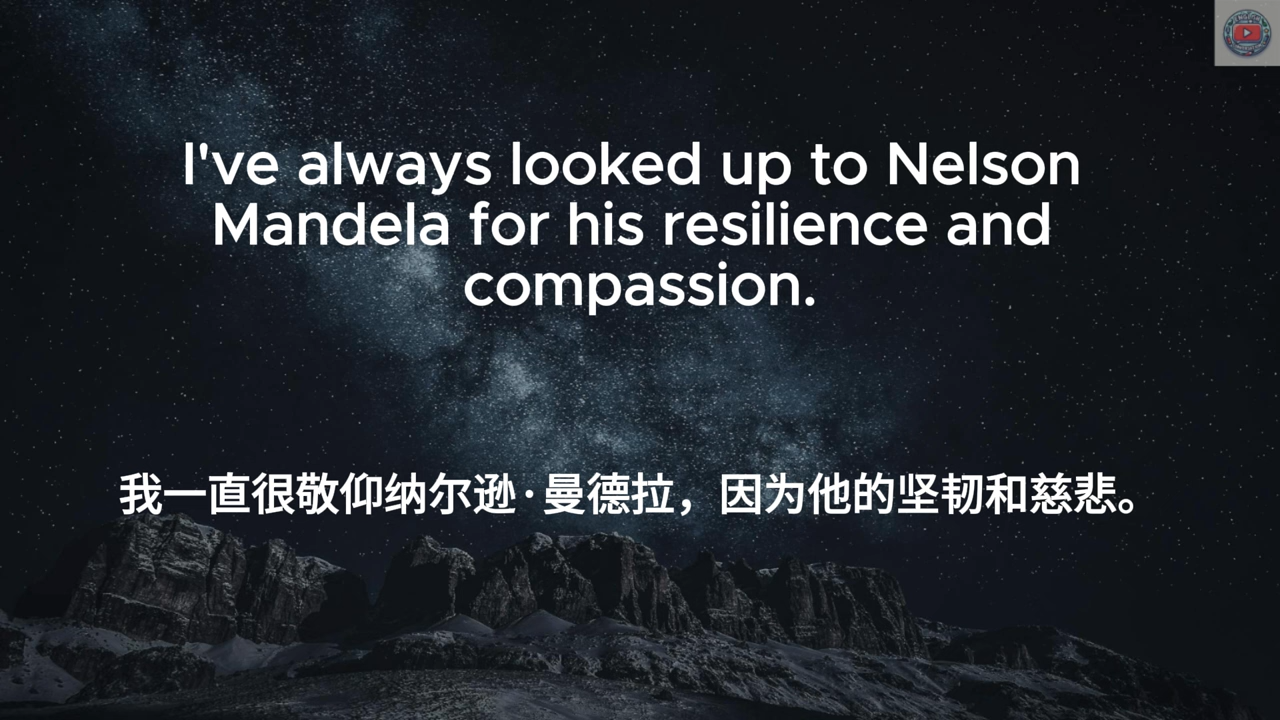 I've always looked up to Nelson
Mandela for his resilience and
compassion.
我一直很敬仰纳尔逊·曼德拉，因为他的坚韧和慈悲。